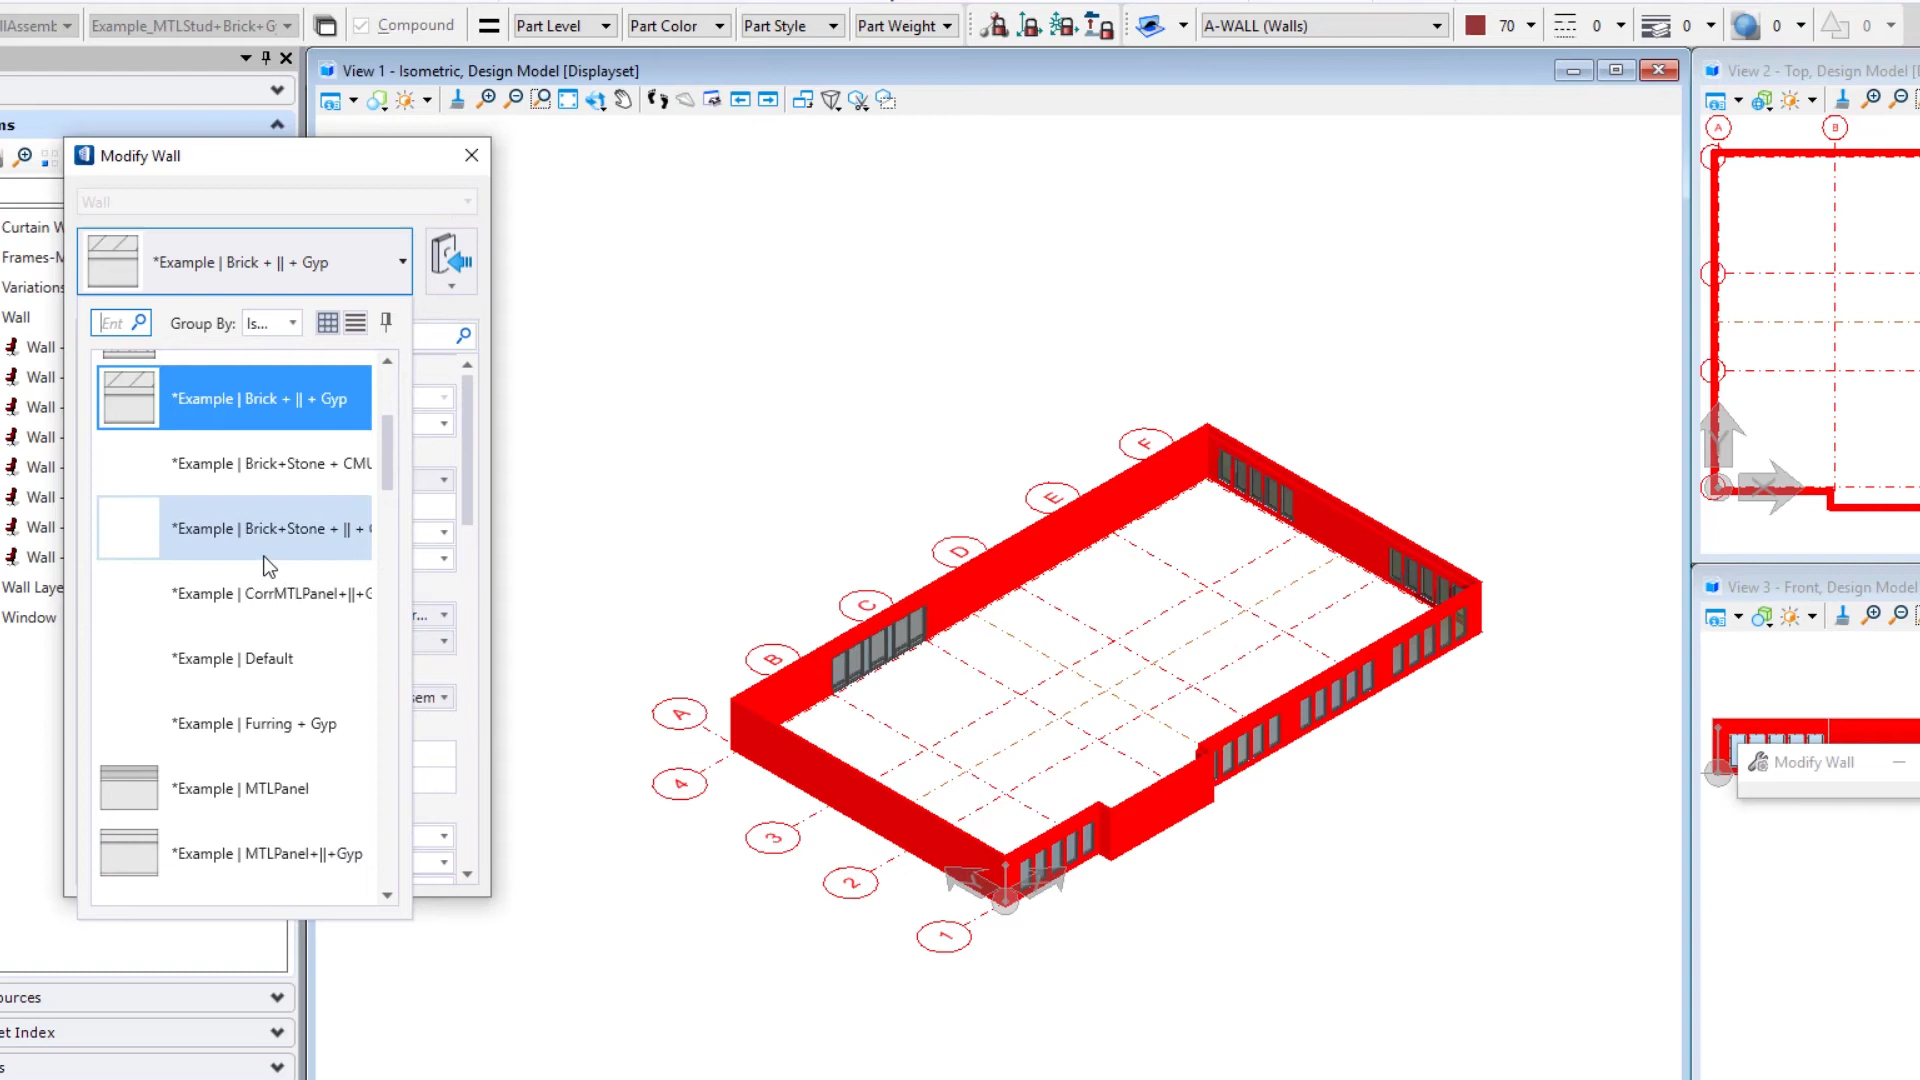 Example_MTLStud+Brick+G
Compound
Part Level
Part Color
Part Style
Part Weight
A-WALL (Walls)
70
0
0
0
0
View 1 - Isometric, Design Model [Displayset]
View 2 - Top, Design Model [
Modify Wall
Wall
*Example | Brick + || + Gyp
Ent
Group By:
Is...
*Example | Brick + || + Gyp
*Example | Brick+Stone + CMU
*Example | Brick+Stone + || +
*Example | CorrMTLPanel+||+G
*Example | Default
*Example | Furring + Gyp
*Example | MTLPanel
*Example | MTLPanel+||+Gyp
Curtain W
Frames-M
Variations
Wall
Wall -
Wall -
Wall -
Wall -
Wall -
Wall -
Wall -
Wall -
Wall Laye
Window
ources
et Index
A
B
F
E
D
C
B
A
4
3
2
1
Y
X
View 3 - Front, Design Model
Modify Wall